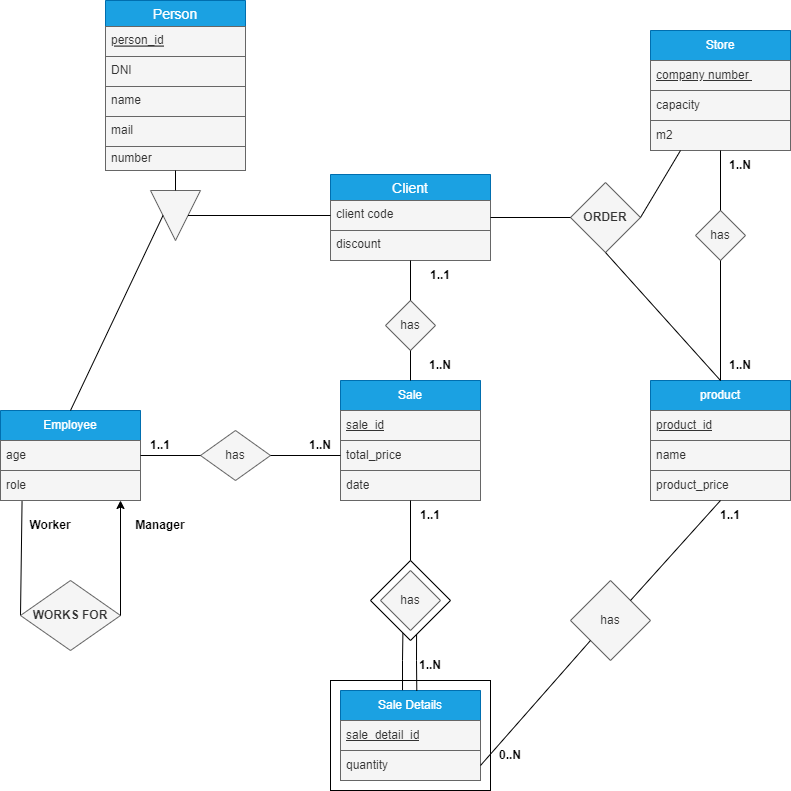 Person
person_id
DNI
name
mail
number
Store
company number
capacity
m2
1..N
Client
client code
discount
ORDER
has
1..1
has
1..N
1..N
Sale
sale_id
total_price
date
product
product_id
name
product_price
Employee
age
role
1..1
has
1..N
Worker
Manager
WORKS FOR
1..1
1..1
has
has
1..N
Sale Details
sale_detail_id
quantity
0..N